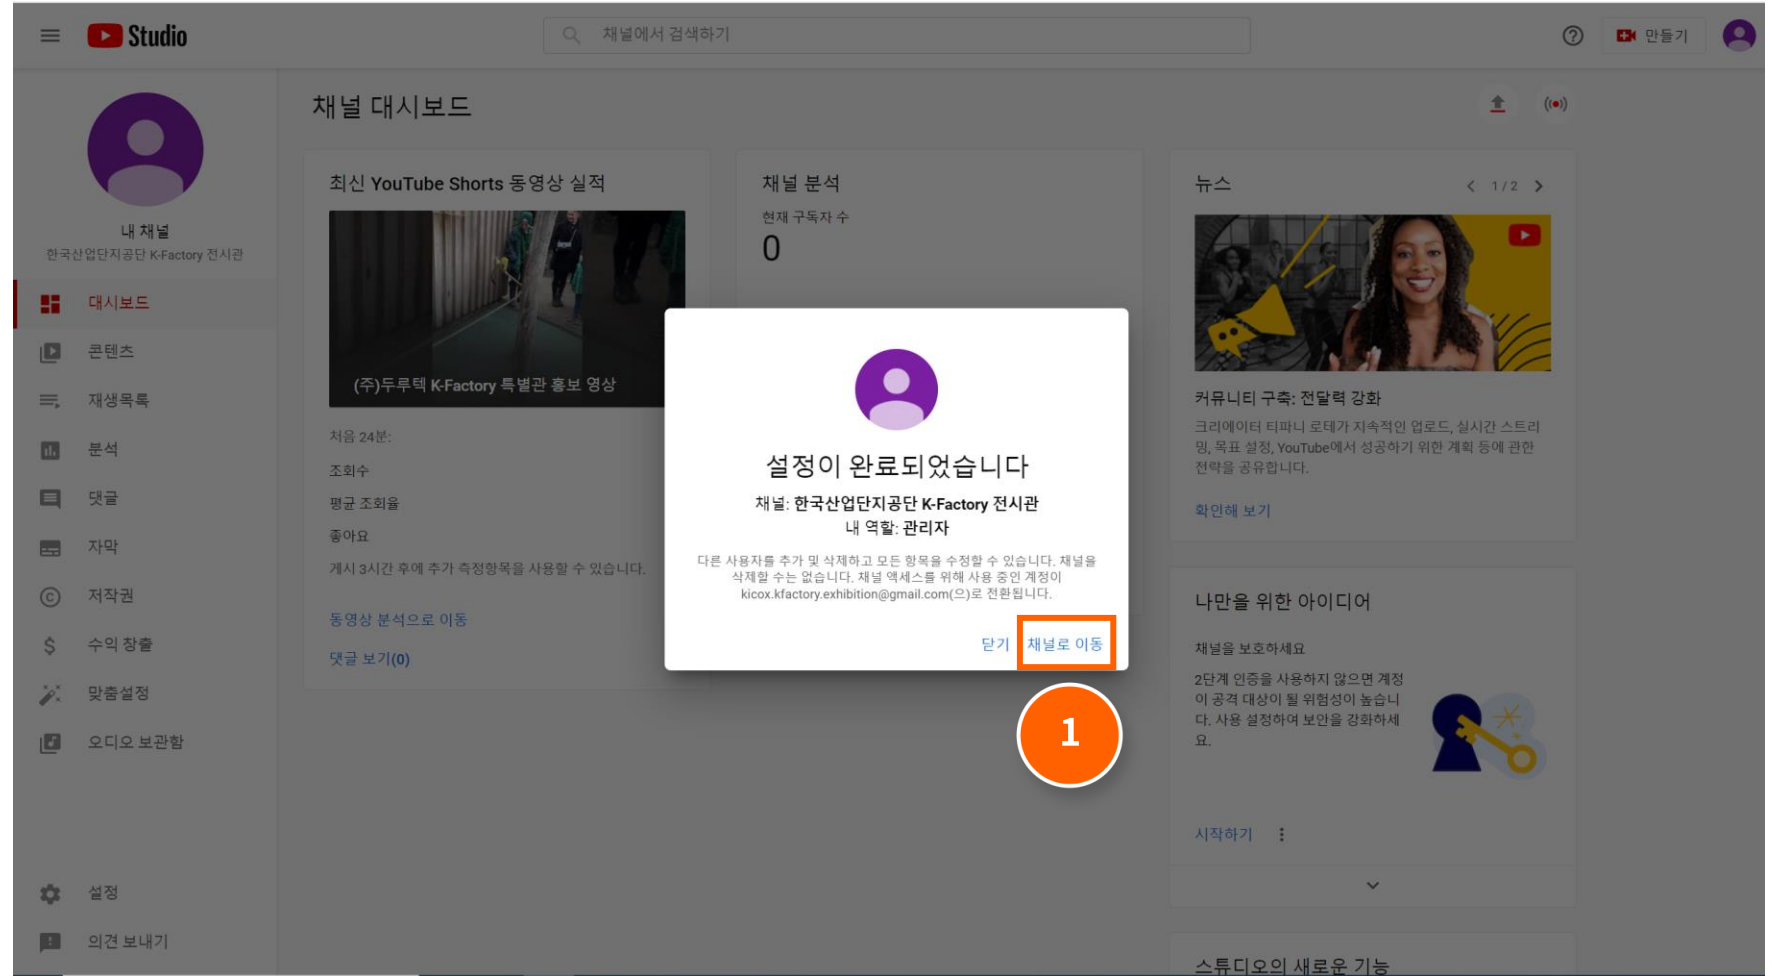 Studio
채널에서 검색하기
만들기
내 채널
한국산업단지공단 K-Factory 전시관
대시보드
콘텐츠
재생목록
분석
댓글
자막
저작권
수익 창출
맞춤설정
오디오 보관함
설정
의견 보내기
채널 대시보드
최신 YouTube Shorts 동영상 실적
(주)두루텍 K-Factory 특별관 홍보 영상
처음 24분:
조회수
평균 조회율
좋아요
게시 3시간 후에 추가 측정항목을 사용할 수 있습니다.
동영상 분석으로 이동
댓글 보기(0)
채널 분석
현재 구독자 수
0
설정이 완료되었습니다
채널: 한국산업단지공단 K-Factory 전시관
내 역할: 관리자
다른 사용자를 추가 및 삭제하고 모든 항목을 수정할 수 있습니다. 채널을
삭제할 수는 없습니다. 채널 액세스를 위해 사용 중인 계정이
kicox.kfactory.exhibition@gmail.com(으)로 전환됩니다.
닫기
채널로 이동
1
뉴스
1 / 2
커뮤니티 구축: 전달력 강화
크리에이터 티파니 로테가 지속적인 업로드, 실시간 스트리
밍, 목표 설정, YouTube에서 성공하기 위한 계획 등에 관한
전략을 공유합니다.
확인해 보기
나만을 위한 아이디어
채널을 보호하세요
2단계 인증을 사용하지 않으면 계정
이 공격 대상이 될 위험성이 높습니
다. 사용 설정하여 보안을 강화하세
요.
시작하기
스튜디오의 새로운 기능